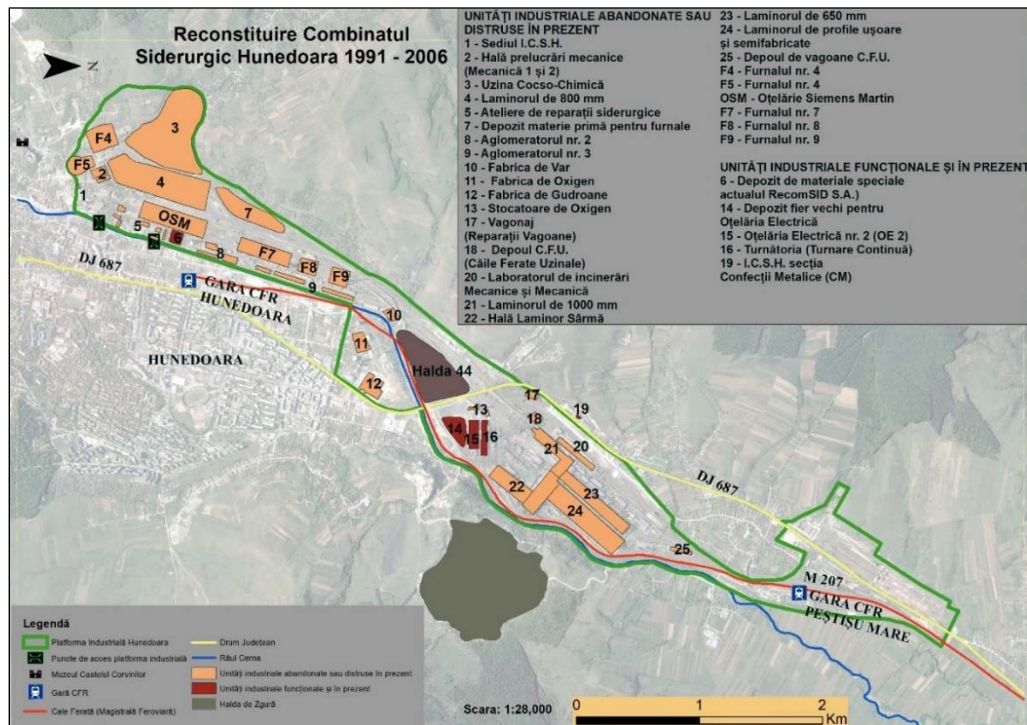 Reconstituire Combinatul
Siderurgic Hunedoara 1991 - 2006
N
UNITĂȚI INDUSTRIALE ABANDONATE SAU
DISTRUSE ÎN PREZENT
1 - Sediul I.C.S.H.
2 - Hală prelucrări mecanice
(Mecanică 1 și 2)
3 - Uzina Cocso-Chimică
4 - Laminorul de 800 mm
5 - Ateliere de reparații siderurgice
7 - Depozit materie primă pentru furnale
8 - Aglomeratorul nr. 2
9 - Aglomeratorul nr. 3
10 - Fabrica de Var
11 - Fabrica de Oxigen
12 - Fabrica de Gudroane
13 - Stocatoare de Oxigen
17 - Vagonaj
(Reparații Vagoane)
18 - Depoul C.F.U.
(Căile Ferate Uzinale)
20 - Laboratorul de incinerări
Mecanice și Mecanică
21 - Laminorul de 1000 mm
22 - Hală Laminor Sârmă
23 - Laminorul de 650 mm
24 - Laminorul de profile ușoare
și semifabricate
25 - Depoul de vagoane C.F.U.
F4 - Furnalul nr. 4
F5 - Furnalul nr. 4
OSM - Oțelărie Siemens Martin
F7 - Furnalul nr. 7
F8 - Furnalul nr. 8
F9 - Furnalul nr. 9
UNITĂȚI INDUSTRIALE FUNCȚIONALE ȘI ÎN PREZENT
6 - Depozit de materiale speciale
actualul RecomSID S.A.)
14 - Depozit fier vechi pentru
Oțelăria Electrică
15 - Oțelăria Electrică nr. 2 (OE 2)
16 - Turnătoria (Turnare Continuă)
19 - I.C.S.H. secția
Confecții Metalice (CM)
3
F4
F5
2
1
4
7
OSM
5
6
8
F7
F8
F9
9
DJ 687
GARA CFR
HUNEDOARA
HUNEDOARA
10
11
12
Halda 44
17
13
18
19
14
15
16
21
20
22
23
24
25
DJ 687
M 207
GARA CFR
PEȘTIȘU MARE
Legendă
Platforma Industrială Hunedoara
Puncte de acces platforma industrială
Muzeul Castelul Corvinilor
Gară CFR
Cale Ferată (Magistrală Feroviară)
Drum Județean
Râul Cerna
Unități industriale abandonate sau distruse în prezent
Unități industriale funcționale și în prezent
Halda de Zgură
Scara: 1:28,000
0 1 2
Km